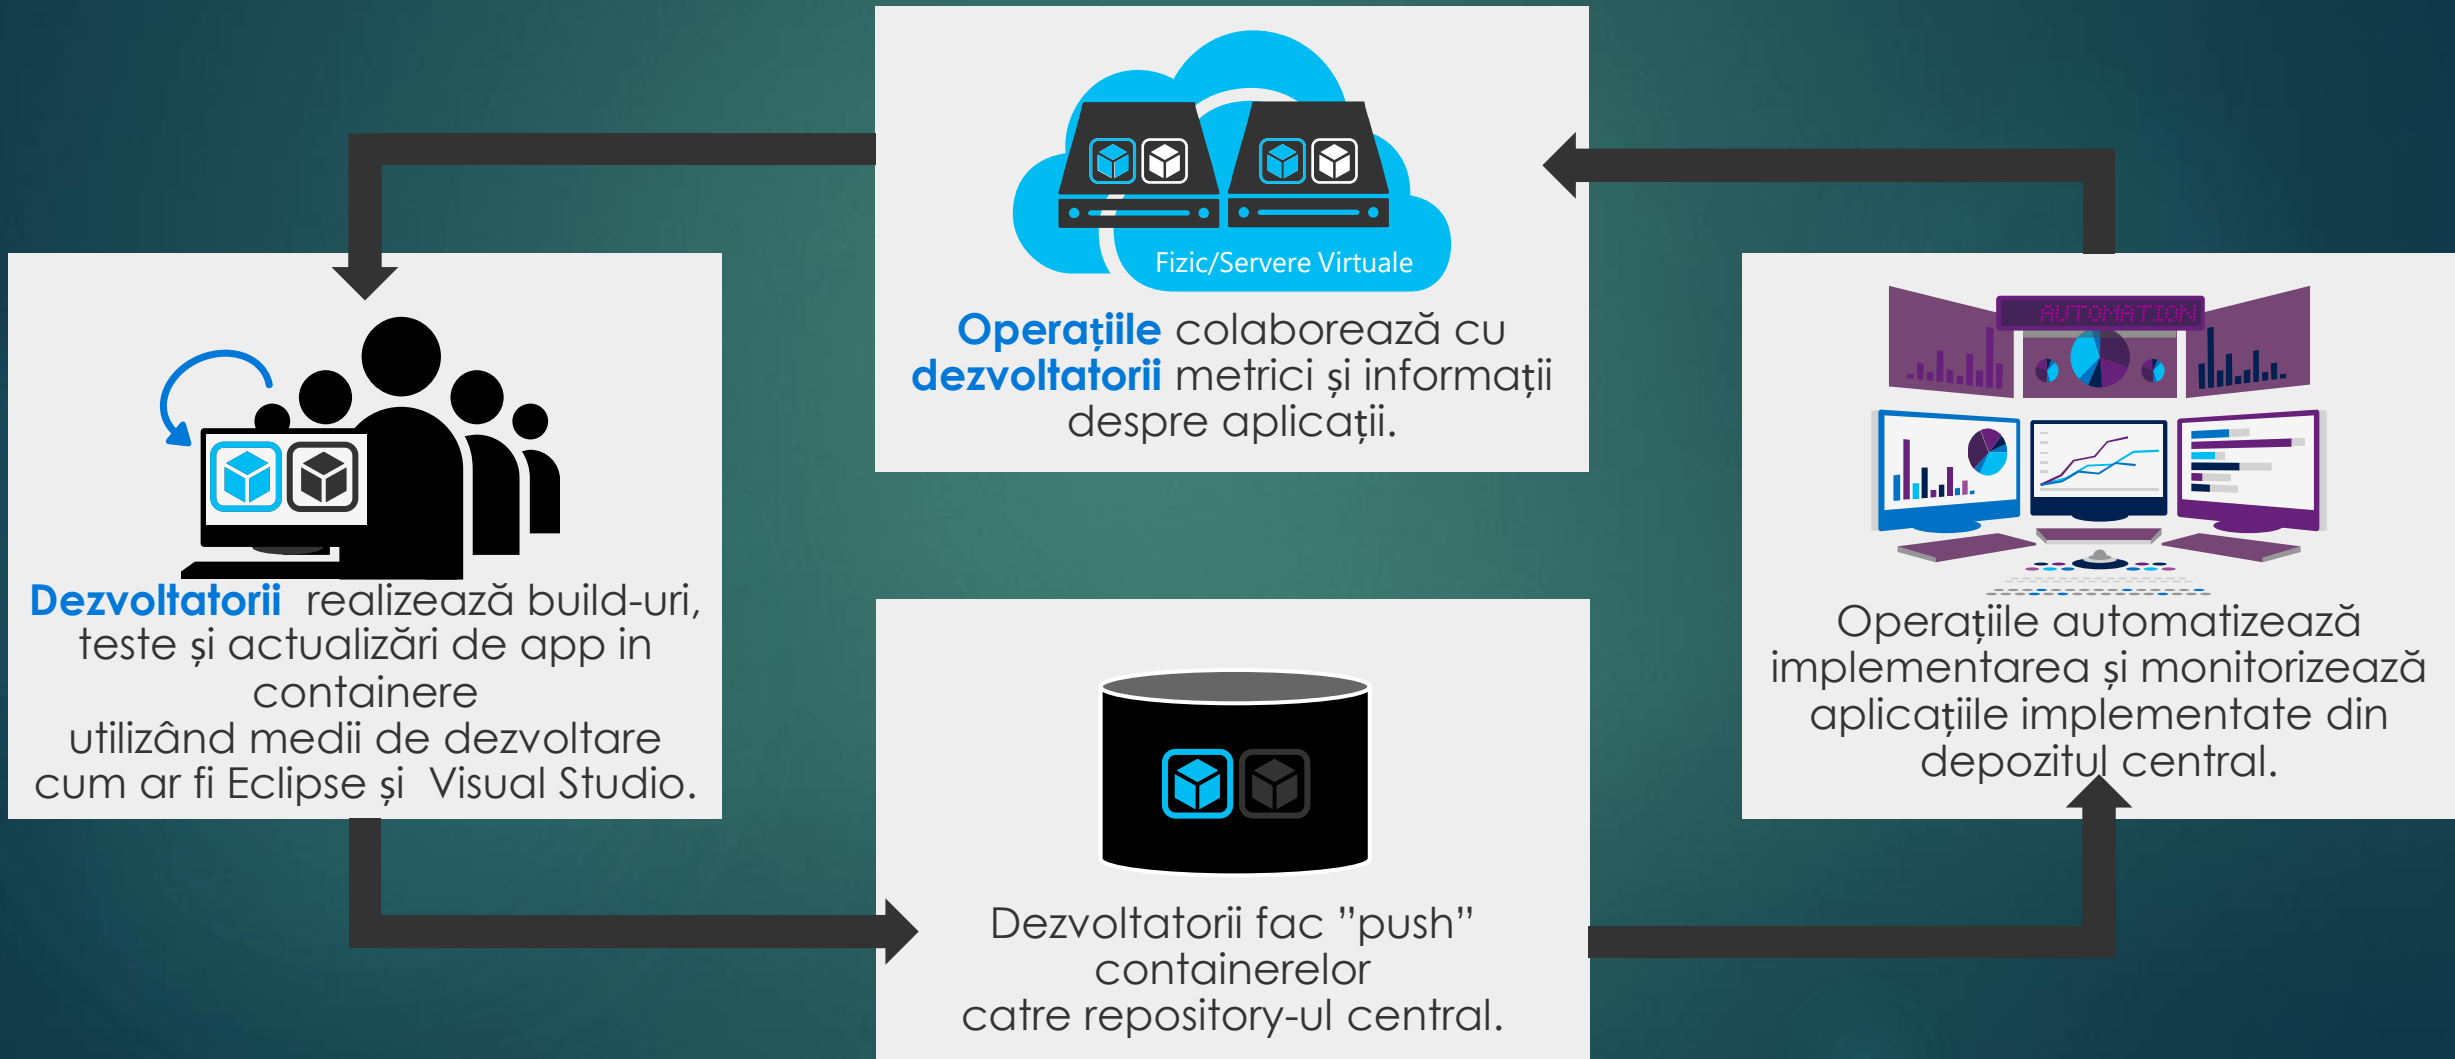 Fizic/Servere Virtuale
Operațiile colaborează cu
dezvoltatorii metrici și informații
despre aplicații.
Dezvoltatorii realizează build-uri,
teste și actualizări de app in
containere
utilizând medii de dezvoltare
cum ar fi Eclipse și Visual Studio.
Dezvoltatorii fac ”push”
containerelor
catre repository-ul central.
AUTOMATION
Operațiile automatizează
implementarea și monitorizează
aplicațiile implementate din
depozitul central.